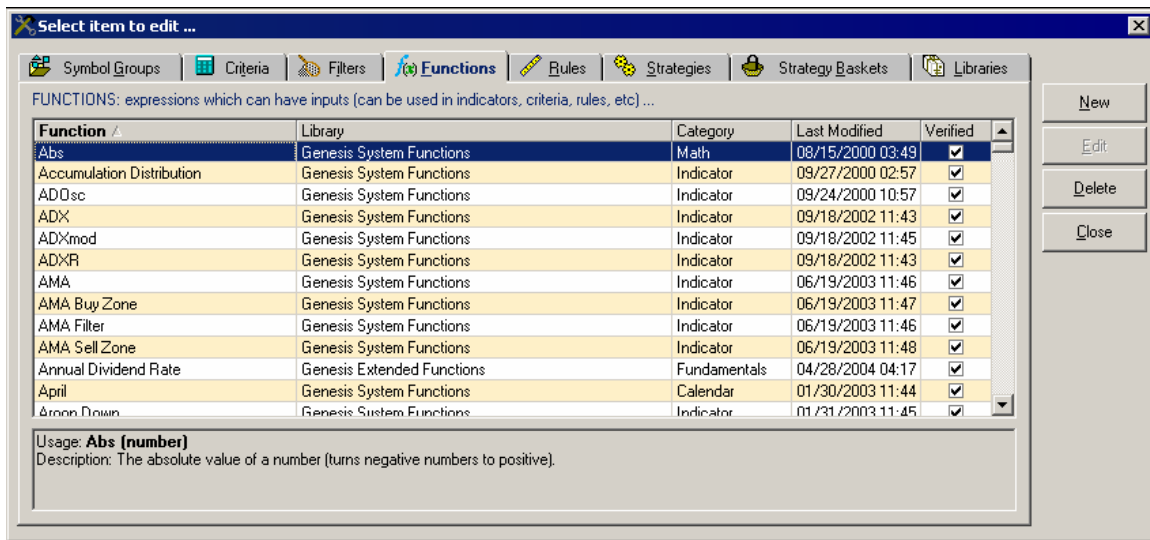 Select item to edit ...
Symbol Groups Criteria Filters f(x) Functions Rules Strategies Strategy Baskets Libraries
FUNCTIONS: expressions which can have inputs (can be used in indicators, criteria, rules, etc) ...
New
Edit
Delete
Close
Function Library Category Last Modified Verified
Abs Genesis System Functions Math 08/15/2000 03:49
Accumulation Distribution Genesis System Functions Indicator 09/27/2000 02:57
ADOsc Genesis System Functions Indicator 09/24/2000 10:57
ADX Genesis System Functions Indicator 09/18/2002 11:43
ADXmod Genesis System Functions Indicator 09/18/2002 11:45
ADXR Genesis System Functions Indicator 09/18/2002 11:43
AMA Genesis System Functions Indicator 06/19/2003 11:46
AMA Buy Zone Genesis System Functions Indicator 06/19/2003 11:47
AMA Filter Genesis System Functions Indicator 06/19/2003 11:46
AMA Sell Zone Genesis System Functions Indicator 06/19/2003 11:48
Annual Dividend Rate Genesis Extended Functions Fundamentals 04/28/2004 04:17
April Genesis System Functions Calendar 01/30/2003 11:44
Aroon Down Genesis System Functions Indicator 01/31/2003 11:45
Usage: Abs (number)
Description: The absolute value of a number (turns negative numbers to positive).